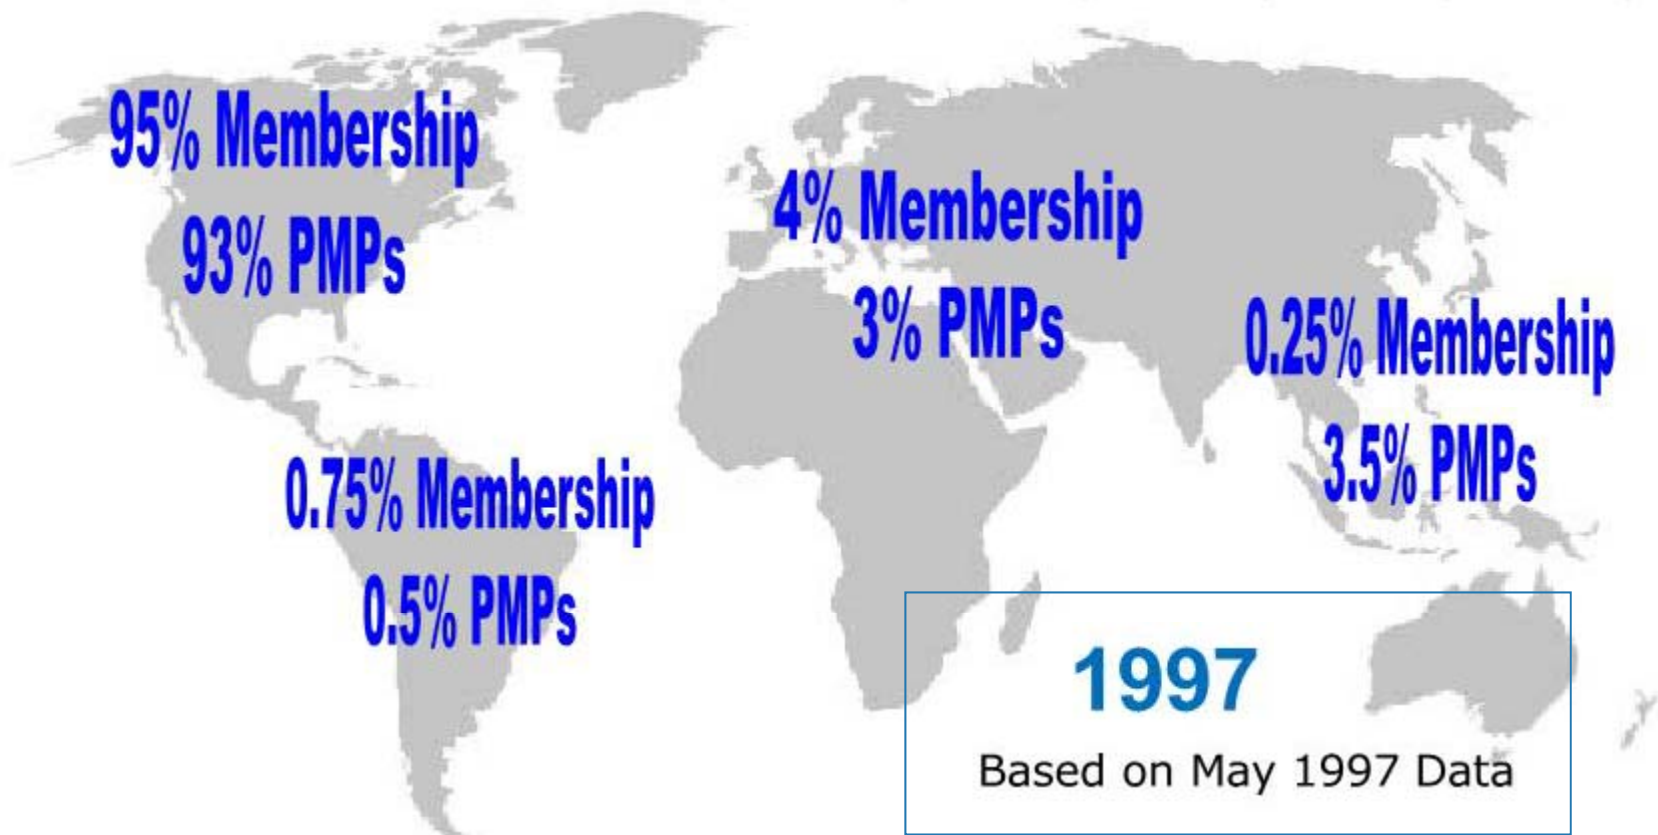 95% Membership
93% PMPs
4% Membership
3% PMPs
0.25% Membership
3.5% PMPs
0.75% Membership
0.5% PMPs
1997
Based on May 1997 Data